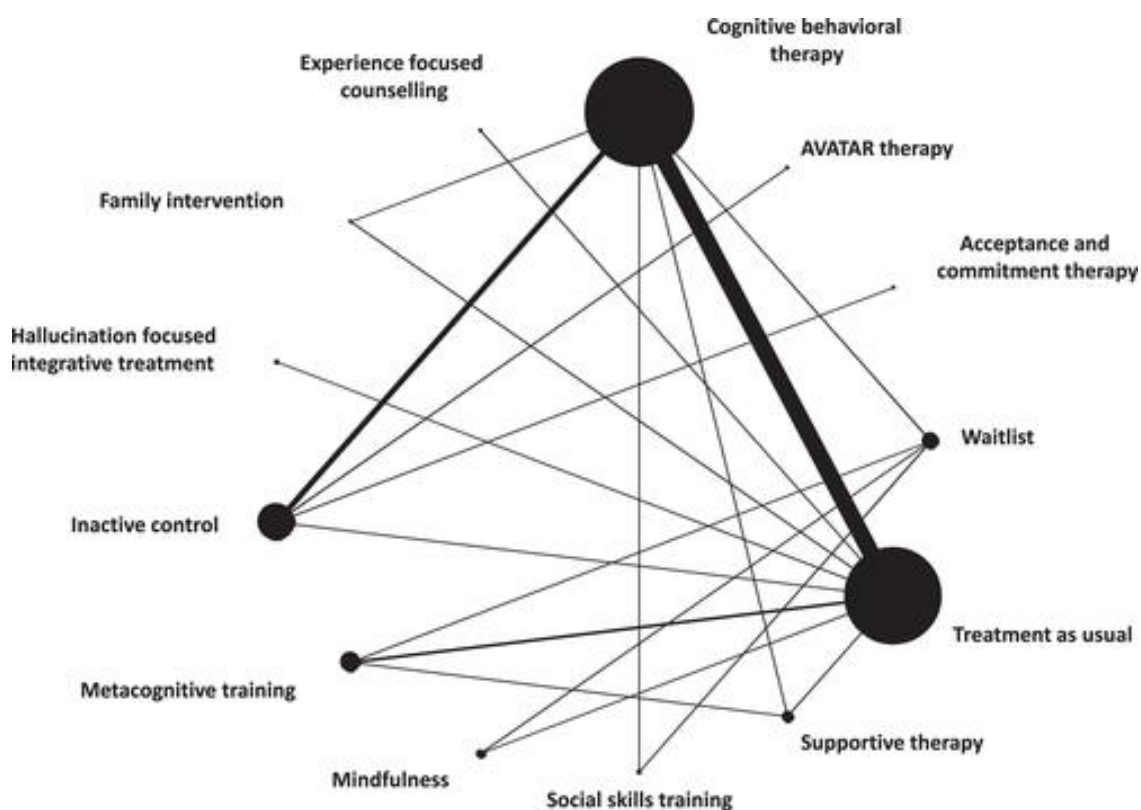 Cognitive behavioral
therapy
Experience focused
counselling
AVATAR therapy
Family intervention
Acceptance and
commitment therapy
Hallucination focused
integrative treatment
Waitlist
Inactive control
Treatment as usual
Metacognitive training
Supportive therapy
Mindfulness
Social skills training